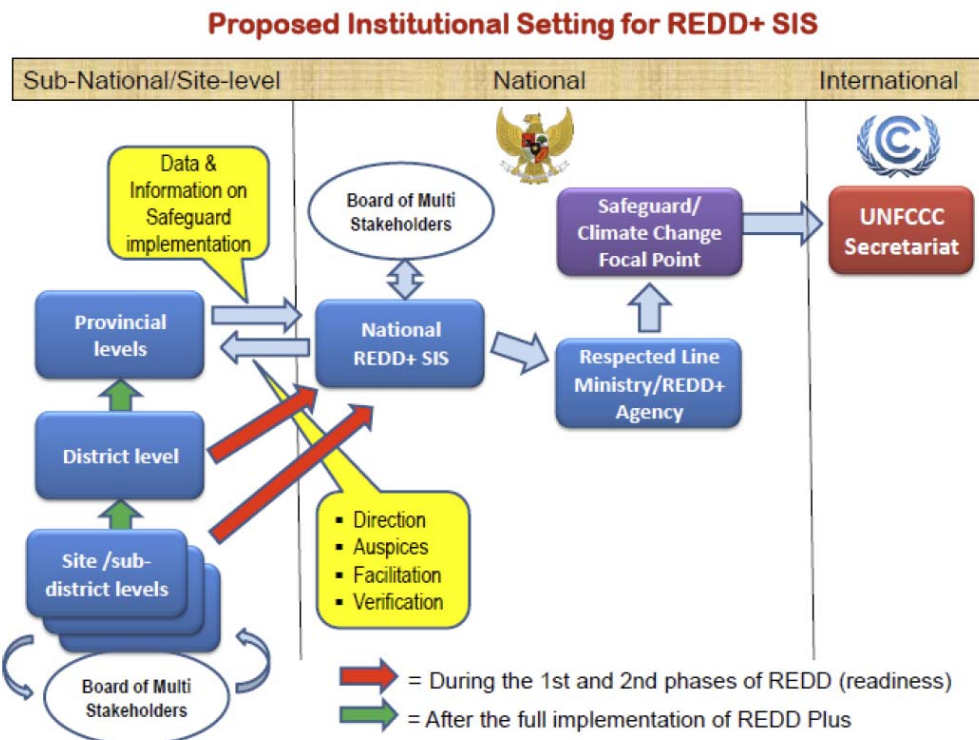 Proposed Institutional Setting for REDD+ SIS
Sub-National/Site-level
National
International
Data &
Information on
Safeguard
implementation
Board of Multi
Stakeholders
Safeguard/
Climate Change
Focal Point
UNFCCC
Secretariat
Provincial
levels
National
REDD+ SIS
Respected Line
Ministry/REDD+
Agency
District level
▪ Direction
▪ Auspices
▪ Facilitation
▪ Verification
Site /sub-
district levels
Board of Multi
Stakeholders
= During the 1st and 2nd phases of REDD (readiness)
= After the full implementation of REDD Plus